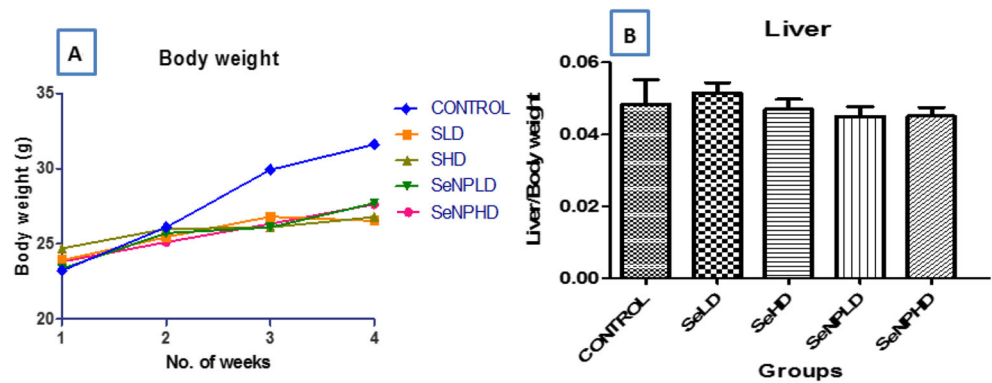 A
Body weight
Body weight (g)
35
30
25
20
1 2 3 4
No. of weeks
CONTROL
SLD
SHD
SeNPLD
SeNPHD
B
Liver
Liver/Body weight
0.06
0.04
0.02
0.00
CONTROL
SeLD
SeHD
SeNPLD
SeNPHD
Groups